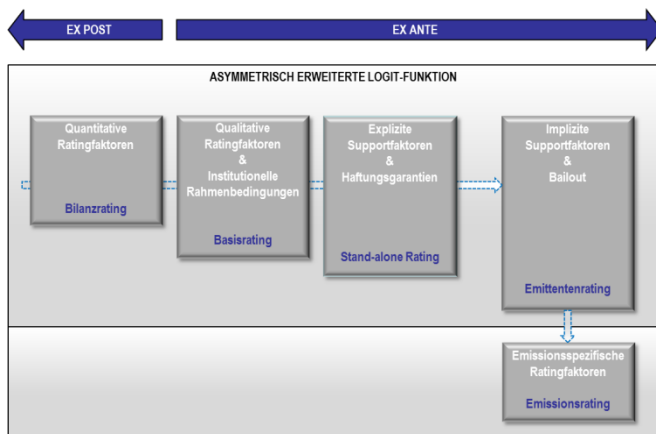 EX POST
EX ANTE
ASYMMETRISCH ERWEITERTE LOGIT-FUNKTION
Quantitative
Ratingfaktoren
Bilanzrating
Qualitative
Ratingfaktoren
&
Institutionelle
Rahmenbedingungen
Basisrating
Explizite
Supportfaktoren
&
Haftungsgarantien
Stand-alone Rating
Implizite
Supportfaktoren
&
Bailout
Emittentenrating
Emissionsspezifische
Ratingfaktoren
Emissionsrating